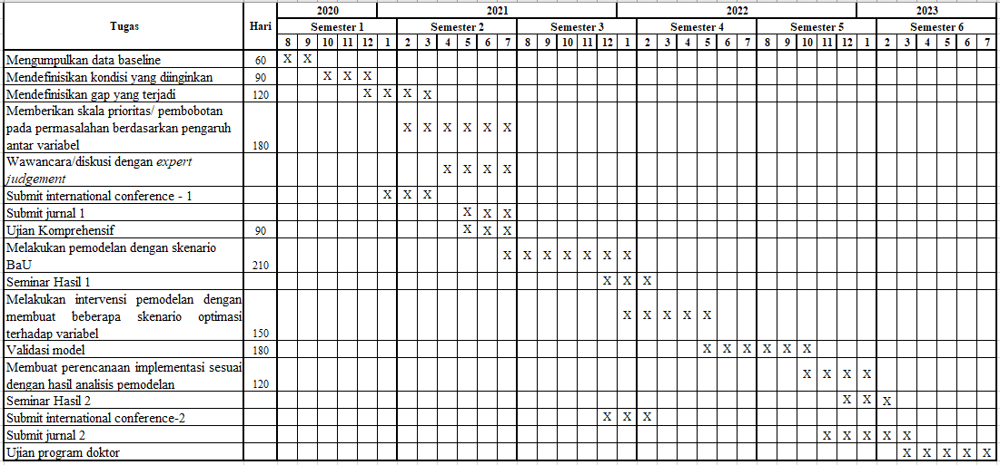 Tugas Hari 2020 2021 2022 2023
Semester 1 Semester 2 Semester 3 Semester 4 Semester 5 Semester 6
8 9 10 11 12 1 2 3 4 5 6 7 8 9 10 11 12 1 2 3 4 5 6 7 8 9 10 11 12 1 2 3 4 5 6 7
Mengumpulkan data baseline 60 X X
Mendefinisikan kondisi yang diinginkan 90 X X X
Mendefinisikan gap yang terjadi 120 X X X X
Memberikan skala prioritas/ pembobotan
pada permasalahan berdasarkan pengaruh X X X X X X
antar variabel 180
Wawancara/diskusi dengan expert X X X X
judgement
Submit international conference - 1 X X X
Submit jurnal 1 X X X
Ujian Komprehensif 90 X X X
Melakukan pemodelan dengan skenario X X X X X X X
BaU 210
Seminar Hasil 1 X X X
Melakukan intervensi pemodelan dengan
membuat beberapa skenario optimasi X X X X X
terhadap variabel 150
Validasi model 180 X X X X X X
Membuat perencanaan implementasi sesuai X X X X
dengan hasil analisis pemodelan 120
Seminar Hasil 2 X X X
Submit international conference-2 X X X
Submit jurnal 2 X X X X X
Ujian program doktor X X X X X